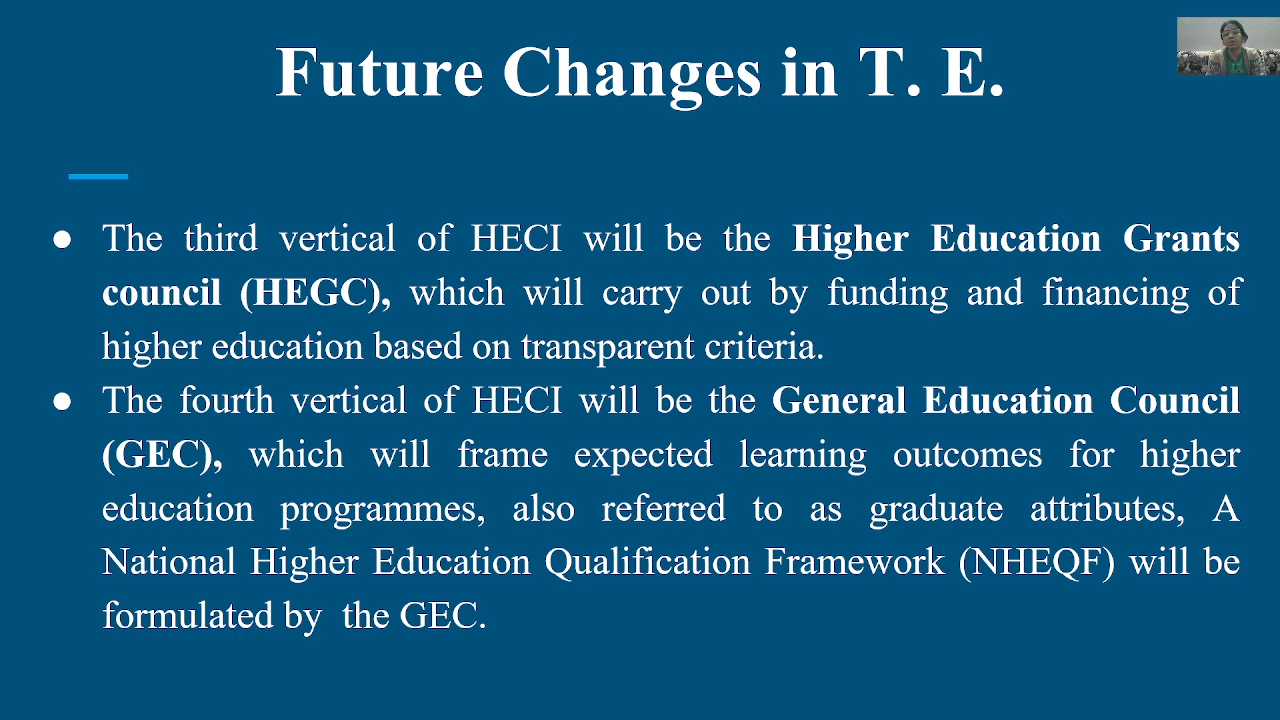 Future Changes in T. E.
● The third vertical of HECI will be the Higher Education Grants
council (HEGC), which will carry out by funding and financing of
higher education based on transparent criteria.
● The fourth vertical of HECI will be the General Education Council
(GEC), which will frame expected learning outcomes for higher
education programmes, also referred to as graduate attributes, A
National Higher Education Qualification Framework (NHEQF) will be
formulated by  the GEC.